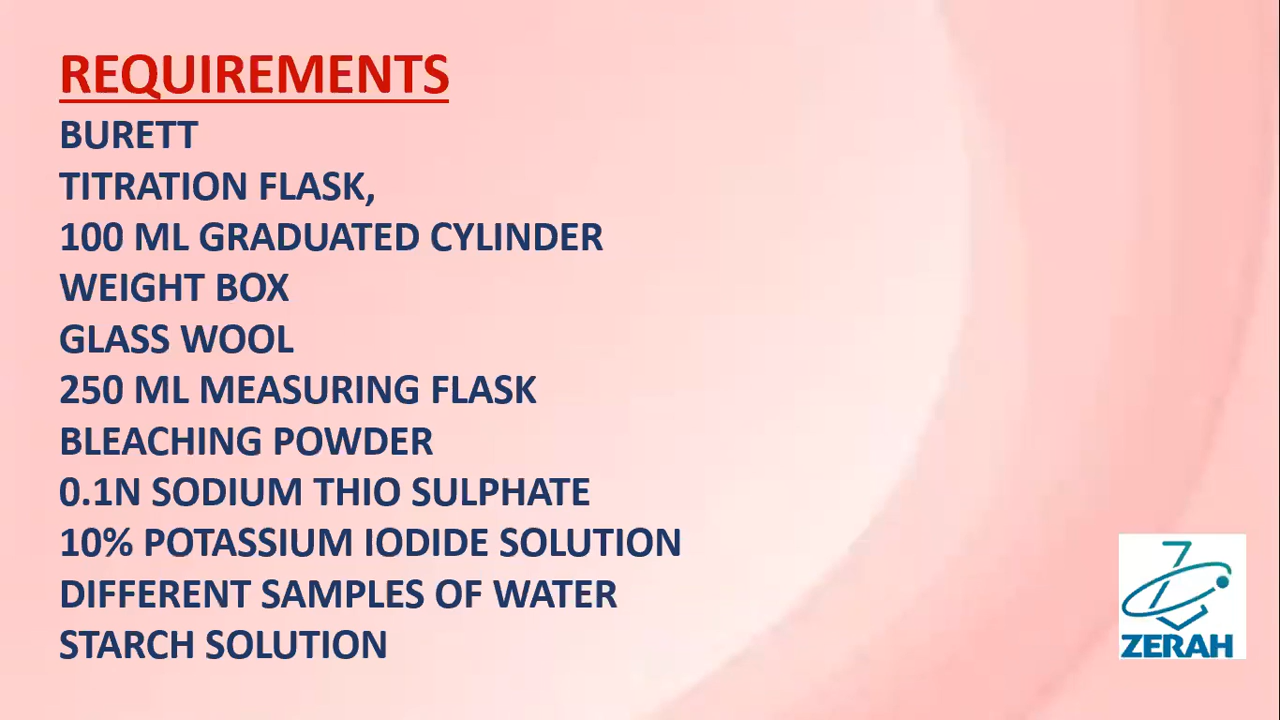 REQUIREMENTS
BURETT
TITRATION FLASK,
100 ML GRADUATED CYLINDER
WEIGHT BOX
GLASS WOOL
250 ML MEASURING FLASK
BLEACHING POWDER
0.1N SODIUM THIO SULPHATE
10% POTASSIUM IODIDE SOLUTION
DIFFERENT SAMPLES OF WATER
STARCH SOLUTION
ZERAH